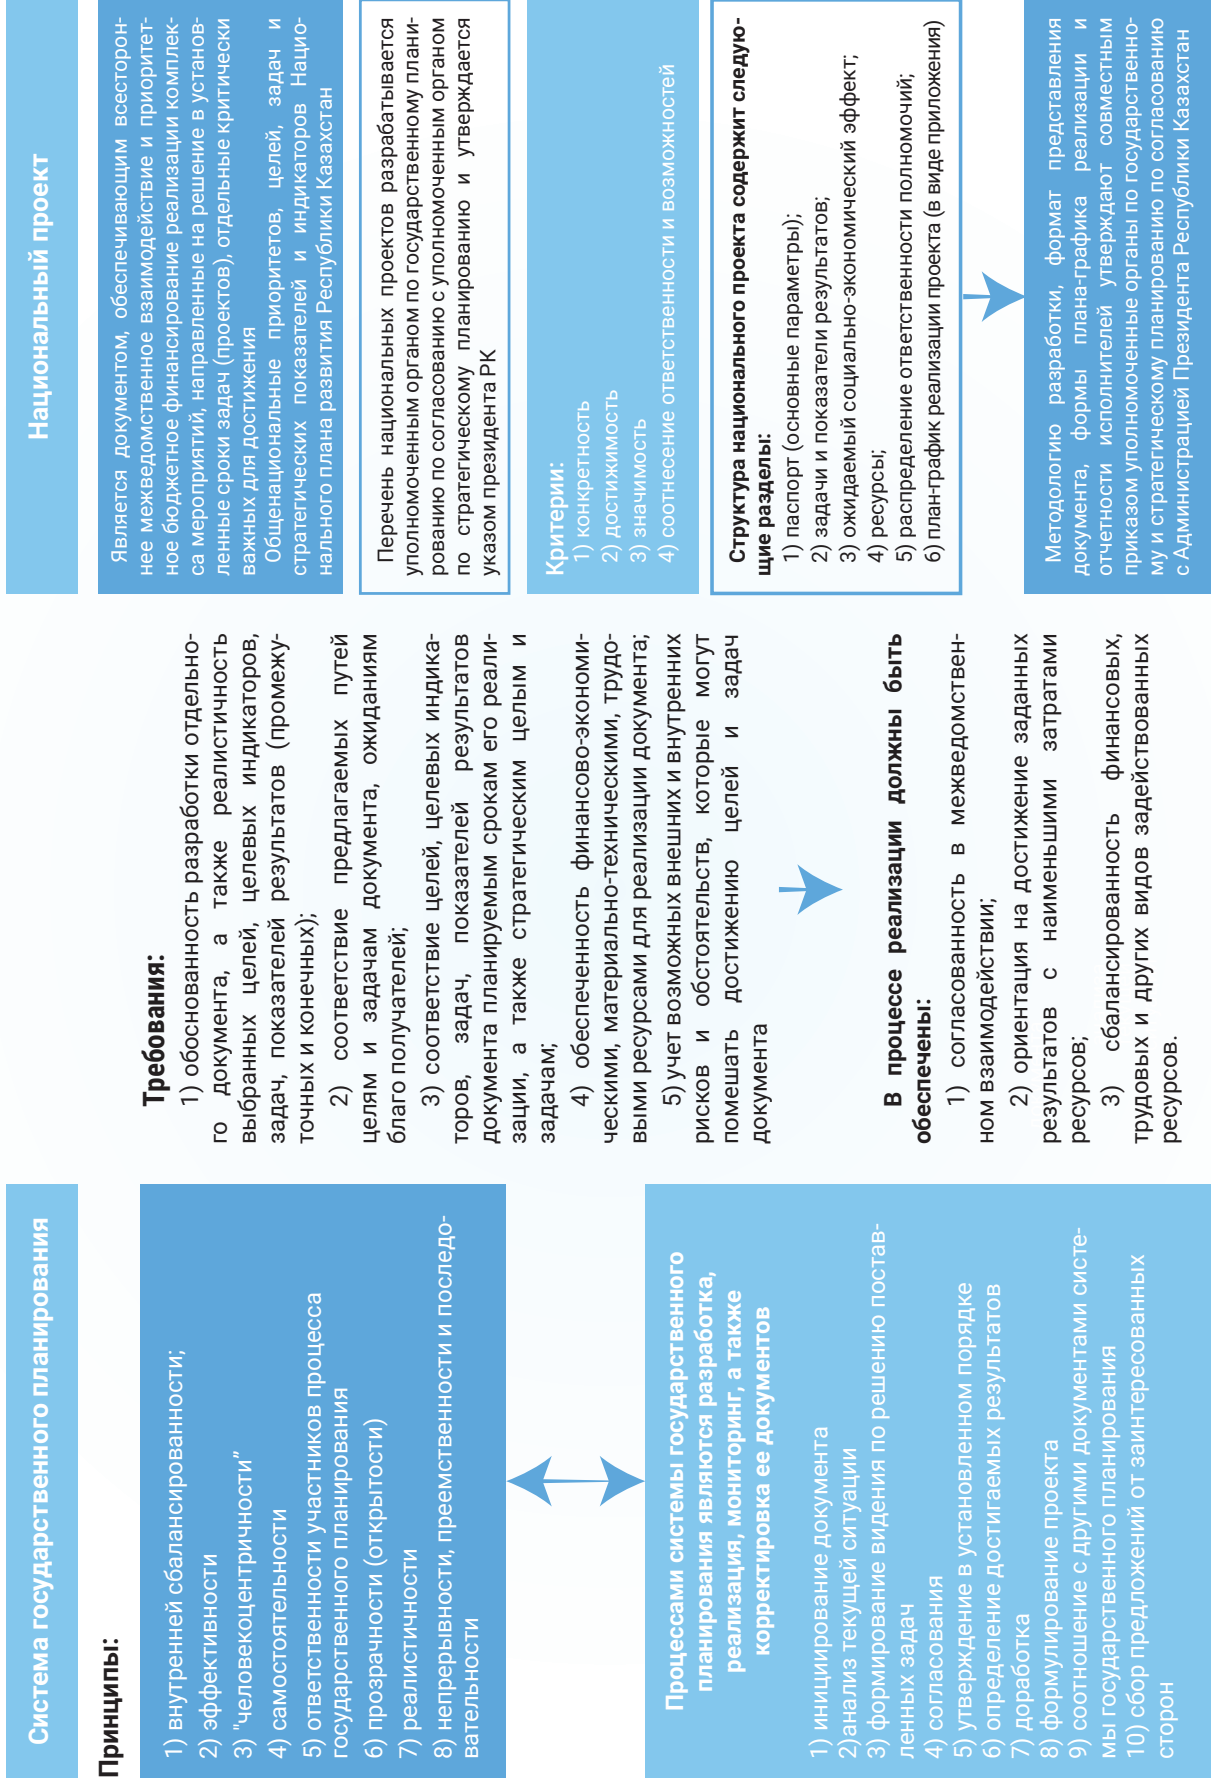 Система государственного планирования
Принципы:
1) внутренней сбалансированности;
2) эффективности
3) "человекоцентричности”
4) самостоятельности
5) ответственности участников процесса
государственного планирования
6) прозрачности (открытости)
7) реалистичности
8) непрерывности, преемственности и последо-
вательности
Процессами системы государственного
планирования являются разработка,
реализация, мониторинг, а также
корректировка ее документов
1) инициирование документа
2)анализ текущей ситуации
3) формирование видения по решению постав-
ленных задач
4) согласования
5) утверждение в установленном порядке
6) определение достигаемых результатов
7) доработка
8) формулирование проекта
9) соотношение с другими документами систе-
мы государственного планирования
10) сбор предложений от заинтересованных
сторон
Требования:
1) обоснованность разработки отдельно-
го документа, а также реалистичность
выбранных целей, целевых индикаторов,
задач, показателей результатов (промежу-
точных и конечных);
2) соответствие предлагаемых путей
целям и задачам документа, ожиданиям
благо получателей;
3) соответствие целей, целевых индика-
торов, задач, показателей результатов
документа планируемым срокам его реали-
зации, а также стратегическим целям и
задачам;
4) обеспеченность финансово-экономи-
ческими, материально-техническими, трудо-
выми ресурсами для реализации документа;
5) учет возможных внешних и внутренних
рисков и обстоятельств, которые могут
помешать достижению целей и задач
документа
В процессе реализации должны быть
обеспечены:
1) согласованность в межведомствен-
ном взаимодействии;
2) ориентация на достижение заданных
результатов с наименьшими затратами
ресурсов;
3) сбалансированность финансовых,
трудовых и других видов задействованных
ресурсов.
Национальный проект
Является документом, обеспечивающим всесторон-
нее межведомственное взаимодействие и приоритет-
ное бюджетное финансирование реализации комплек-
са мероприятий, направленные на решение в установ-
ленные сроки задач (проектов), отдельные критически
важных для достижения
Общенациональные приоритетов, целей, задач и
стратегических показателей и индикаторов Нацио-
нального плана развития Республики Казахстан
Перечень национальных проектов разрабатывается
уполномоченным органом по государственному плани-
рованию по согласованию с уполномоченным органом
по стратегическому планированию и утверждается
указом президента РК
Критерии:
1) конкретность
2) достижимость
3) значимость
4) соотнесение ответственности и возможностей
Структура национального проекта содержит следую-
щие разделы:
1) паспорт (основные параметры);
2) задачи и показатели результатов;
3) ожидаемый социально-экономический эффект;
4) ресурсы;
5) распределение ответственности полномочий;
6) план-график реализации проекта (в виде приложения)
Методологию разработки, формат представления
документа, формы плана-графика реализации и
отчетности исполнителей утверждают совместным
приказом уполномоченные органы по государственно-
му и стратегическому планированию по согласованию
с Администрацией Президента Республики Казахстан